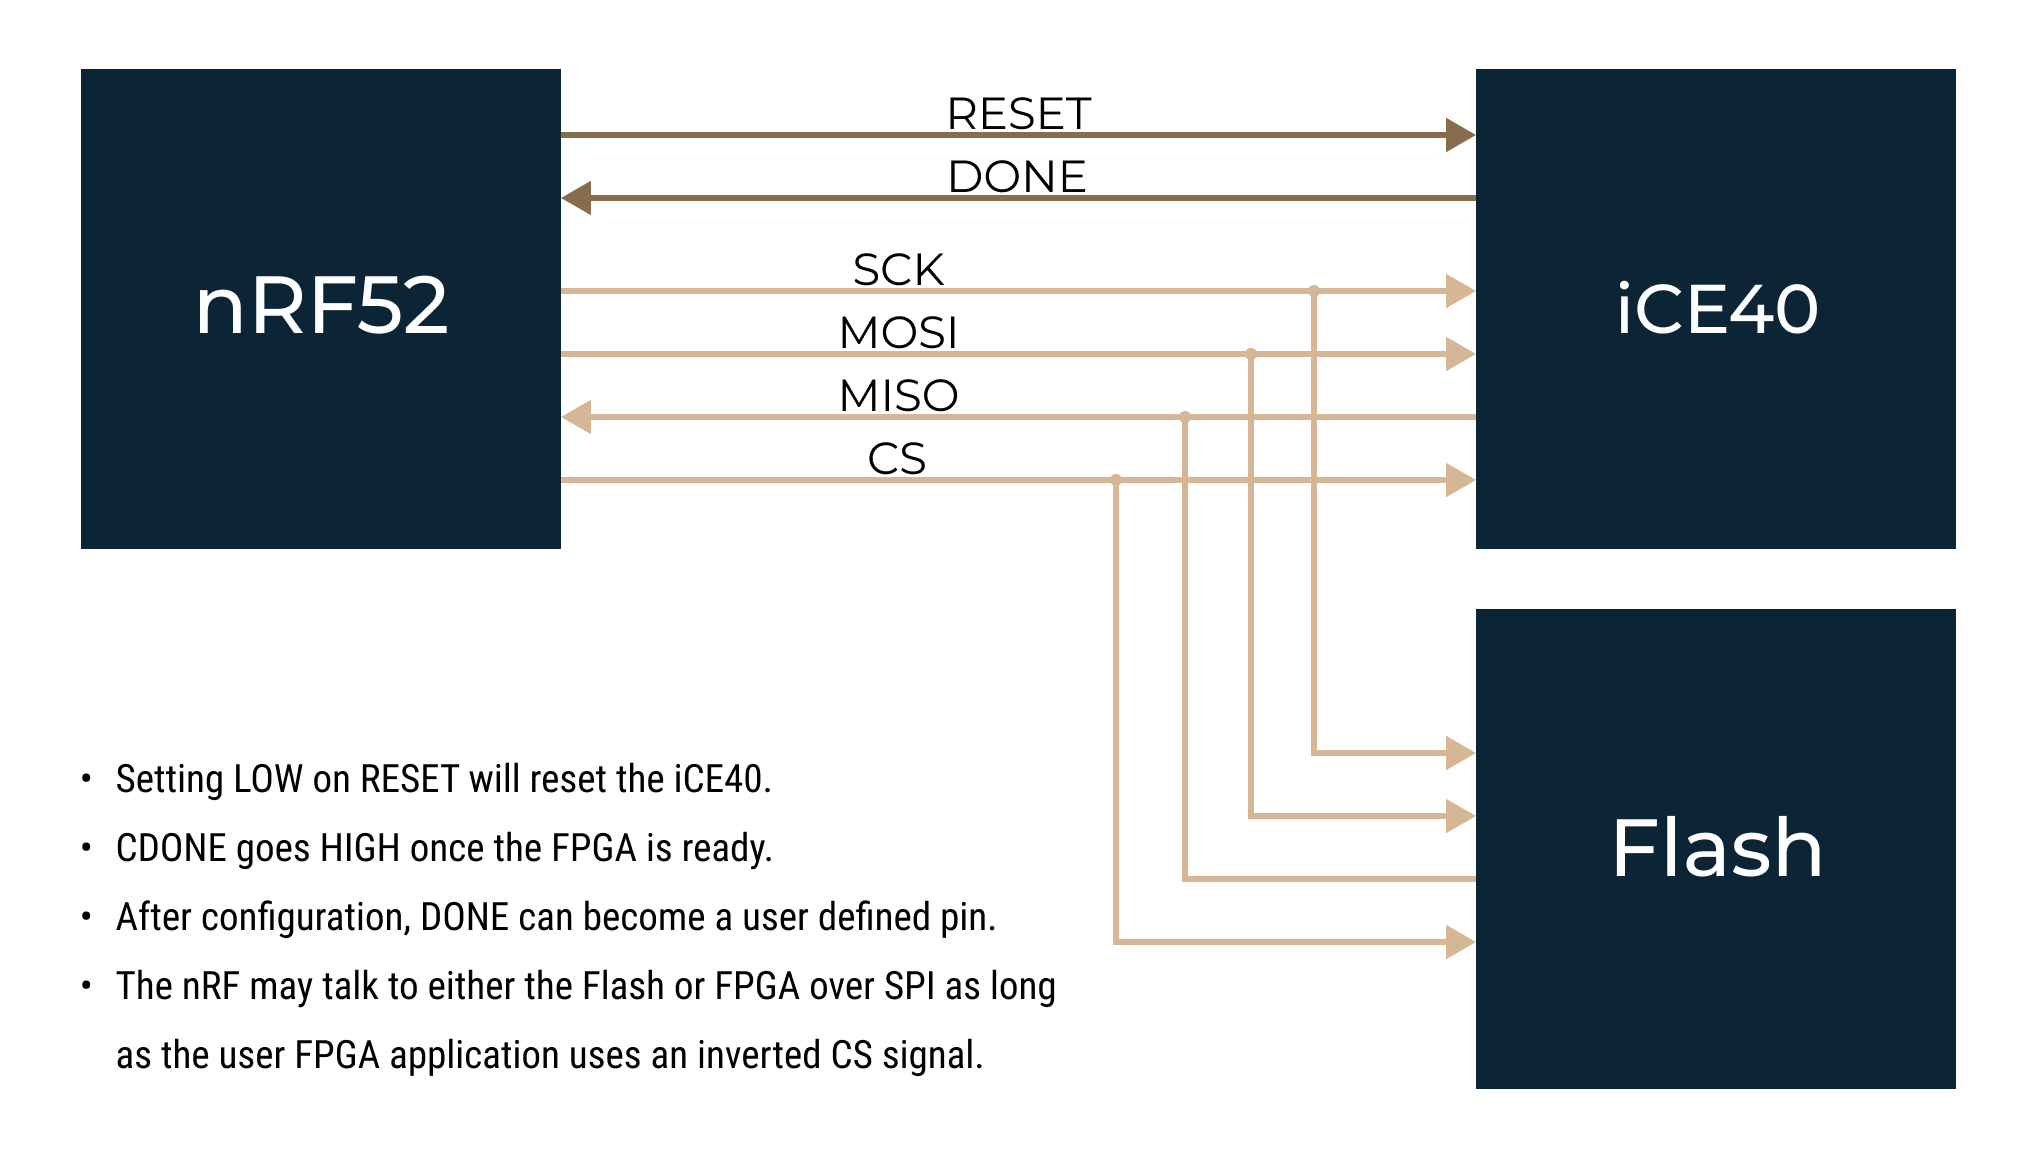 RESET
DONE
SCK
MOSI
MISO
CS
nRF52
iCE40
Flash
• Setting LOW on RESET will reset the iCE40.
• CDONE goes HIGH once the FPGA is ready.
• After configuration, DONE can become a user defined pin.
• The nRF may talk to either the Flash or FPGA over SPI as long
as the user FPGA application uses an inverted CS signal.